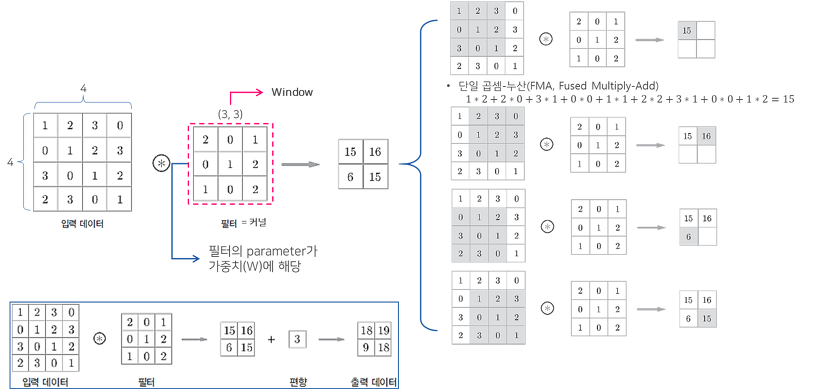 4
Window
(3, 3)
4
1 2 3 0
0 1 2 3
3 0 1 2
2 3 0 1
입력 데이터
*
2 0 1
0 1 2
1 0 2
필터 = 커널
15 16
6 15
필터의 parameter가
가중치(W)에 해당
1 2 3 0
0 1 2 3
3 0 1 2
2 3 0 1
*
2 0 1
0 1 2
1 0 2
15
• 단일 곱셈-누산(FMA, Fused Multiply-Add)
1 * 2 + 2 * 0 + 3 * 1 + 0 * 0 + 1 * 1 + 2 * 2 + 3 * 1 + 0 * 0 + 1 * 2 = 15
1 2 3 0
0 1 2 3
3 0 1 2
2 3 0 1
*
2 0 1
0 1 2
1 0 2
15 16
1 2 3 0
0 1 2 3
3 0 1 2
2 3 0 1
*
2 0 1
0 1 2
1 0 2
15 16
6
1 2 3 0
0 1 2 3
3 0 1 2
2 3 0 1
*
2 0 1
0 1 2
1 0 2
15 16
6 15
1 2 3 0
0 1 2 3
3 0 1 2
2 3 0 1
입력 데이터
*
2 0 1
0 1 2
1 0 2
필터
15 16
6 15
+
3
편향
18 19
9 18
출력 데이터